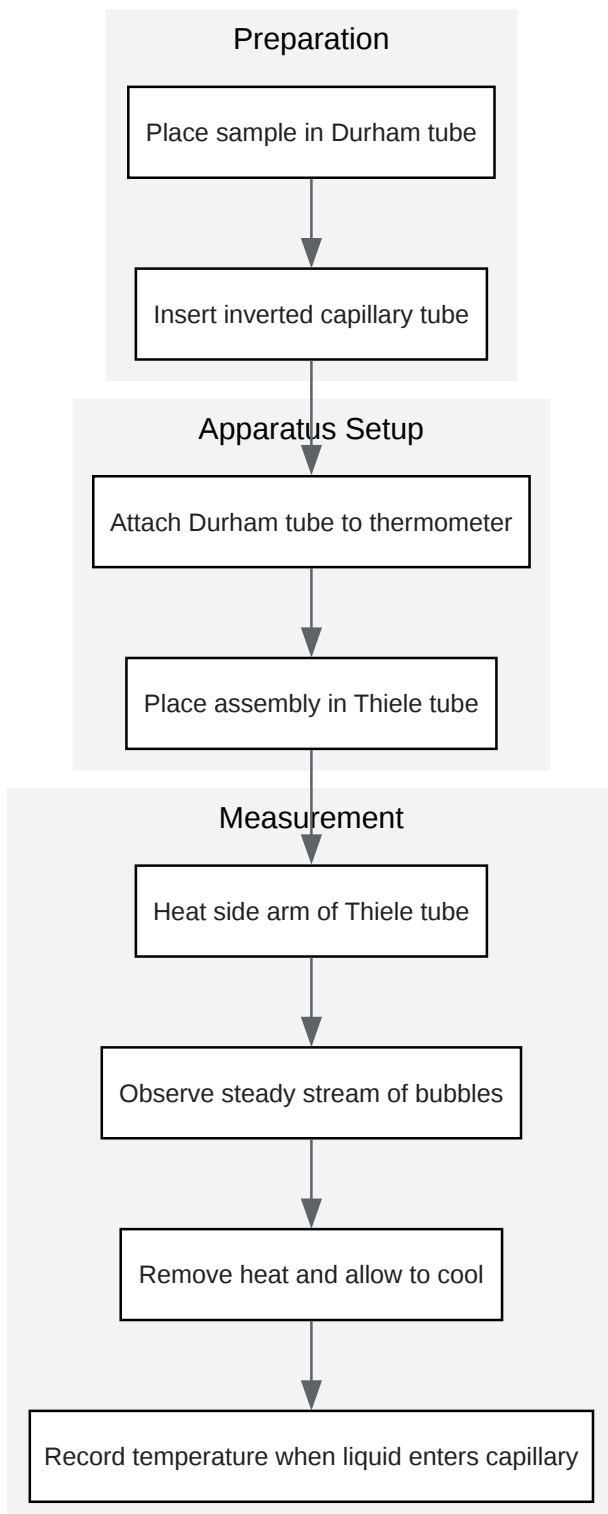 Preparation
Place sample in Durham tube
Insert inverted capillary tube
Apparatus Setup
Attach Durham tube to thermometer
Place assembly in Thiele tube
Measurement
Heat side arm of Thiele tube
Observe steady stream of bubbles
Remove heat and allow to cool
Record temperature when liquid enters capillary